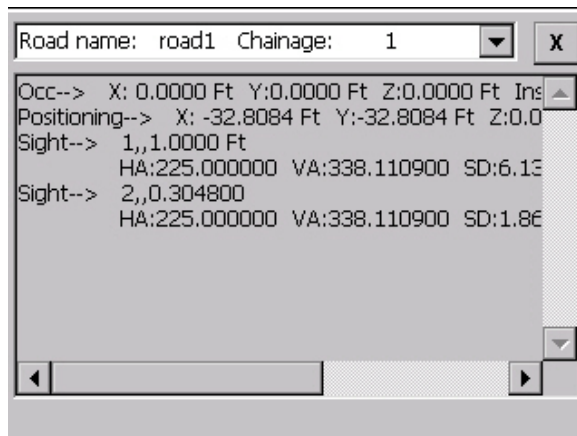 Road name: road1 Chainage: 1 X
Occ--> X: 0.0000 Ft Y:0.0000 Ft Z:0.0000 Ft Ins
Positioning--> X: -32.8084 Ft Y:-32.8084 Ft Z:0.0
Sight--> 1,,1.0000 Ft
HA:225.000000 VA:338.110900 SD:6.13
Sight--> 2,,0.304800
HA:225.000000 VA:338.110900 SD:1.86